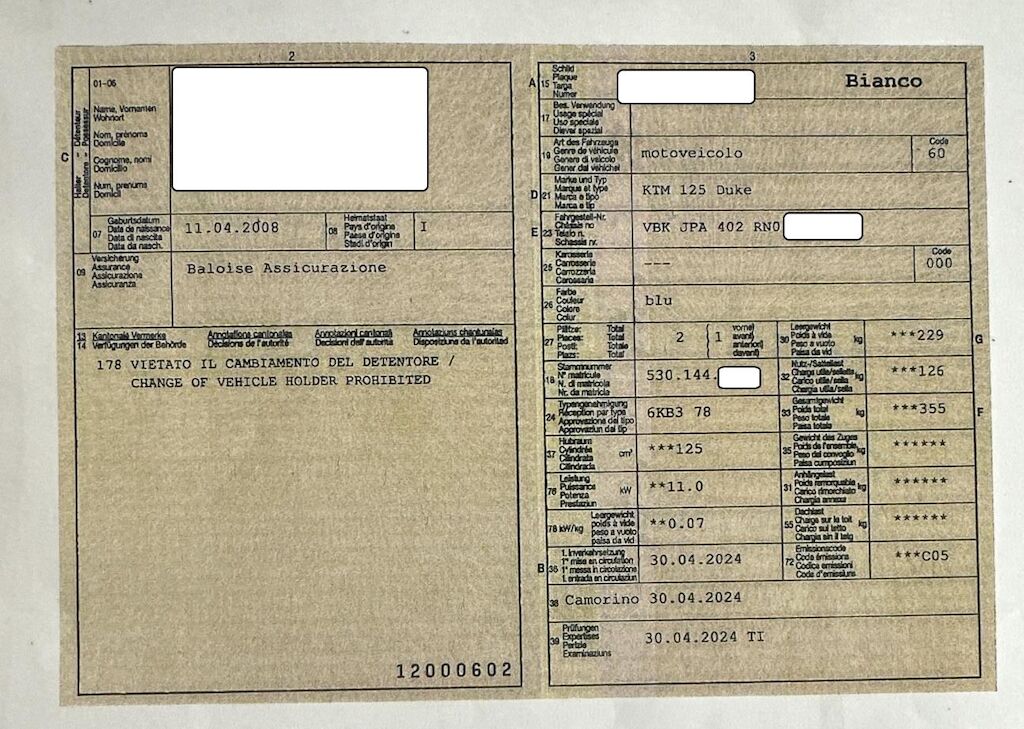 2
C
Halter - Détenteur
Detentore - Possessur
01-06
Name, Vornamen
Wohnort
Nom, prénoms
Domicile
Cognome, nomi
Domicilio
Num, prenums
Domicil
07
Geburtsdatum
Date de naissance
Data di nascita
Data da nasch.
11.04.2008
08
Heimatstaat
Pays d'origine
Paese d'origine
Stadi d'origin
I
09
Versicherung
Assurance
Assicurazione
Assicuranza
Baloise Assicurazione
13 Kantonale Vermerke Annotations cantonales Annotazioni cantonali Annotaziuns chantunalas
14 Verfügungen der Behörde Décisions de l'autorité Decisioni dell'autorità Disposiziuns da l'autoritad
178 VIETATO IL CAMBIAMENTO DEL DETENTORE /
CHANGE OF VEHICLE HOLDER PROHIBITED
12000602
3
A
15
Schild
Plaque
Targa
Numer
Bianco
17
Bes. Verwendung
Usage spécial
Uso speciale
Diever spezial
19
Art des Fahrzeugs
Genre de véhicule
Genere di veicolo
Gener dal vehichel
motoveicolo
Code
60
D
21
Marke und Typ
Marque et type
Marca e tipo
Marca e tip
KTM 125 Duke
E
23
Fahrgestell-Nr.
Châssis no
Telaio n.
Schassis nr.
VBK JPA 402 RN0
25
Karosserie
Carrosserie
Carrozzeria
Carossaria
---
Code
000
26
Farbe
Couleur
Colore
Colur
blu
27
Plätze: Total
Places: Total
Posti: Totale
Plazs: Total
2
1
vorne)
avant)
anteriori)
davant)
30
Leergewicht
Poids à vide
Peso a vuoto
Paisa da vid
kg
***229
G
18
Stammnummer
N° matricule
N. di matricola
Nr. da matricla
530.144.
32
Nutz-/Sattellast
Charge utile/sellette
Carico utile/sella
Chargia utila/sella
kg
***126
24
Typengenehmigung
Réception par type
Approvazione del tipo
Approvaziun dal tip
6KB3 78
33
Gesamtgewicht
Poids total
Peso totale
Paisa totala
kg
***355
F
37
Hubraum
Cylindrée
Cilindrata
Cilindrada
cm³
***125
35
Gewicht des Zuges
Poids de l'ensemble
Peso del convoglio
Paisa cumposiziun
kg
******
76
Leistung
Puissance
Potenza
Prestaziun
kW
**11.0
31
Anhängelast
Poids remorquable
Carico rimorchiato
Chargia annexa
kg
******
78 kW/kg
Leergewicht
poids à vide
peso a vuoto
paisa da vid
**0.07
55
Dachlast
Charge sur le toit
Carico sul tetto
Chargia sin il tetg
kg
******
B
36
1. Inverkehrsetzung
1re mise en circulation
1a messa in circolazione
1. entrada en circulaziun
30.04.2024
72
Emissionscode
Code émissions
Codice emissioni
Code d'emissiuns
***C05
38 Camorino 30.04.2024
39
Prüfungen
Expertises
Perizie
Examinaziuns
30.04.2024 TI